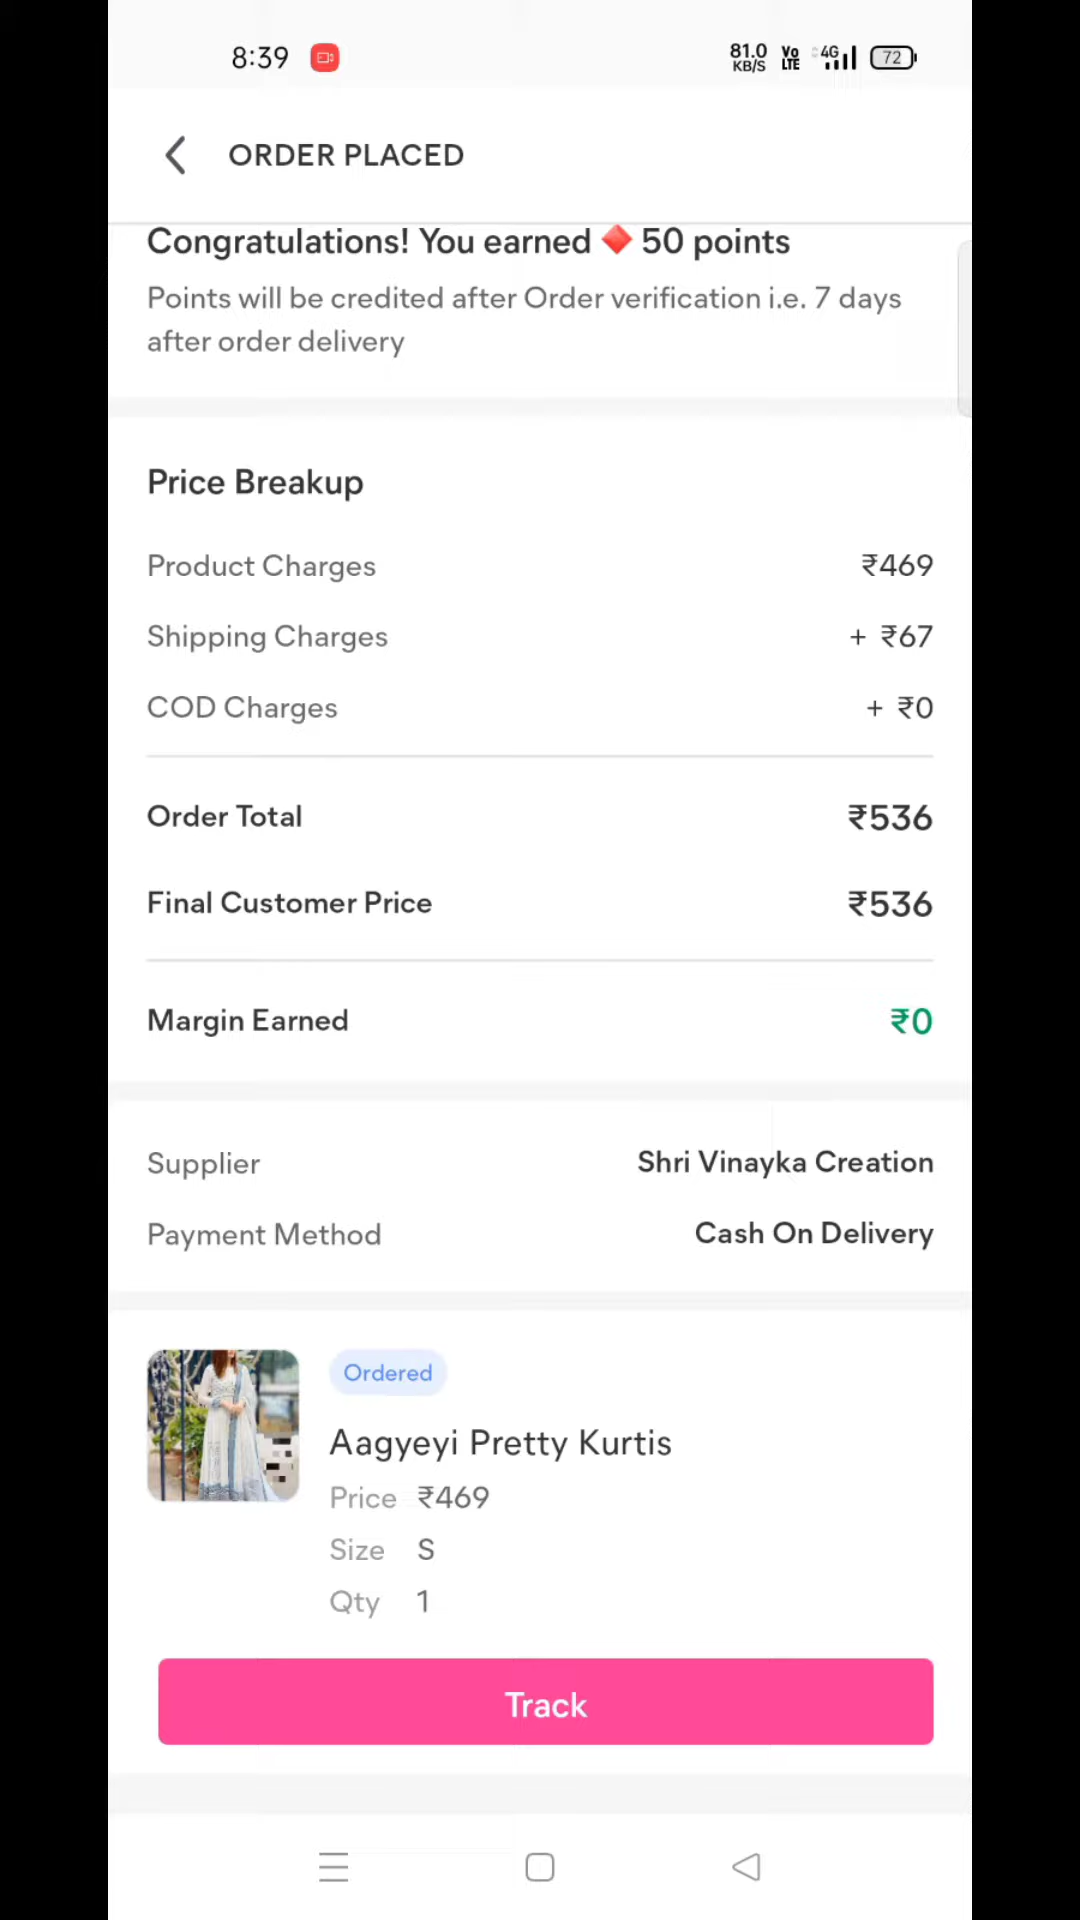 8:39
81.0 KB/S Vo LTE 4G 72
ORDER PLACED
Congratulations! You earned 50 points
Points will be credited after Order verification i.e. 7 days
after order delivery
Price Breakup
Product Charges ₹469
Shipping Charges + ₹67
COD Charges + ₹0
Order Total ₹536
Final Customer Price ₹536
Margin Earned ₹0
Supplier Shri Vinayka Creation
Payment Method Cash On Delivery
Ordered
Aagyeyi Pretty Kurtis
Price ₹469
Size S
Qty 1
Track